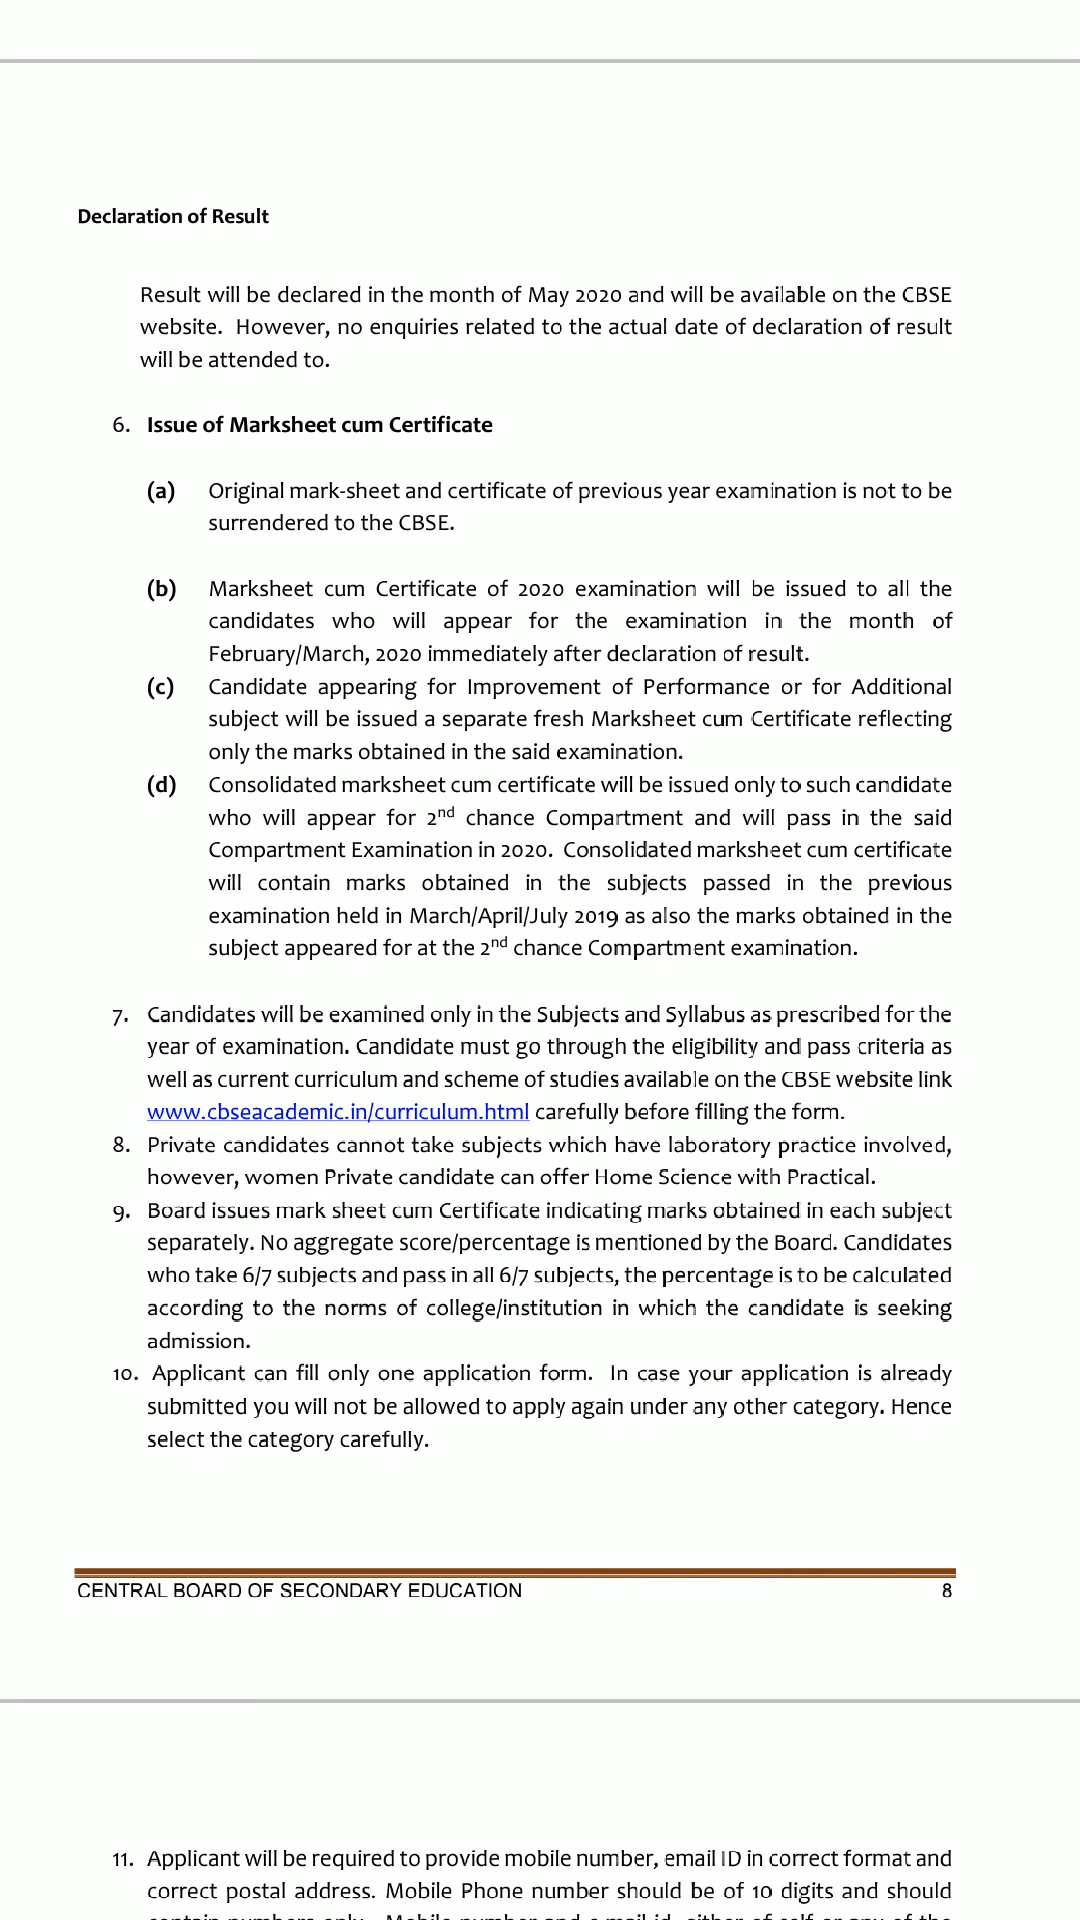 Declaration of Result
Result will be declared in the month of May 2020 and will be available on the CBSE
website. However, no enquiries related to the actual date of declaration of result
will be attended to.
6. Issue of Marksheet cum Certificate
(a) Original mark-sheet and certificate of previous year examination is not to be
surrendered to the CBSE.
(b) Marksheet cum Certificate of 2020 examination will be issued to all the
candidates who will appear for the examination in the month of
February/March, 2020 immediately after declaration of result.
(c) Candidate appearing for Improvement of Performance or for Additional
subject will be issued a separate fresh Marksheet cum Certificate reflecting
only the marks obtained in the said examination.
(d) Consolidated marksheet cum certificate will be issued only to such candidate
who will appear for 2nd chance Compartment and will pass in the said
Compartment Examination in 2020. Consolidated marksheet cum certificate
will contain marks obtained in the subjects passed in the previous
examination held in March/April/July 2019 as also the marks obtained in the
subject appeared for at the 2nd chance Compartment examination.
7. Candidates will be examined only in the Subjects and Syllabus as prescribed for the
year of examination. Candidate must go through the eligibility and pass criteria as
well as current curriculum and scheme of studies available on the CBSE website link
www.cbseacademic.in/curriculum.html carefully before filling the form.
8. Private candidates cannot take subjects which have laboratory practice involved,
however, women Private candidate can offer Home Science with Practical.
9. Board issues mark sheet cum Certificate indicating marks obtained in each subject
separately. No aggregate score/percentage is mentioned by the Board. Candidates
who take 6/7 subjects and pass in all 6/7 subjects, the percentage is to be calculated
according to the norms of college/institution in which the candidate is seeking
admission.
10. Applicant can fill only one application form. In case your application is already
submitted you will not be allowed to apply again under any other category. Hence
select the category carefully.
CENTRAL BOARD OF SECONDARY EDUCATION 8
11. Applicant will be required to provide mobile number, email ID in correct format and
correct postal address. Mobile Phone number should be of 10 digits and should